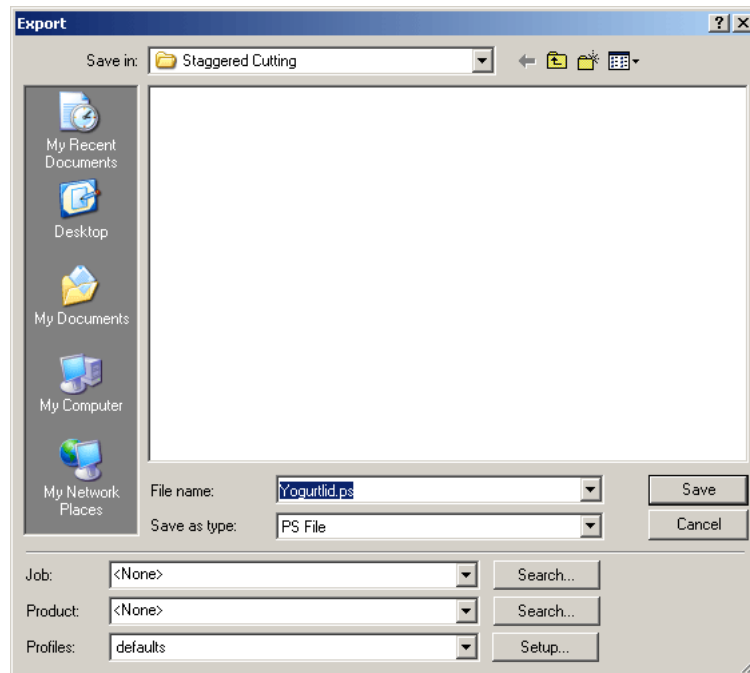 Export
Save in: Staggered Cutting
My Recent
Documents
Desktop
My Documents
My Computer
My Network
Places
File name: Yogurtlid.ps Save
Save as type: PS File Cancel
Job: <None> Search...
Product: <None> Search...
Profiles: defaults Setup...